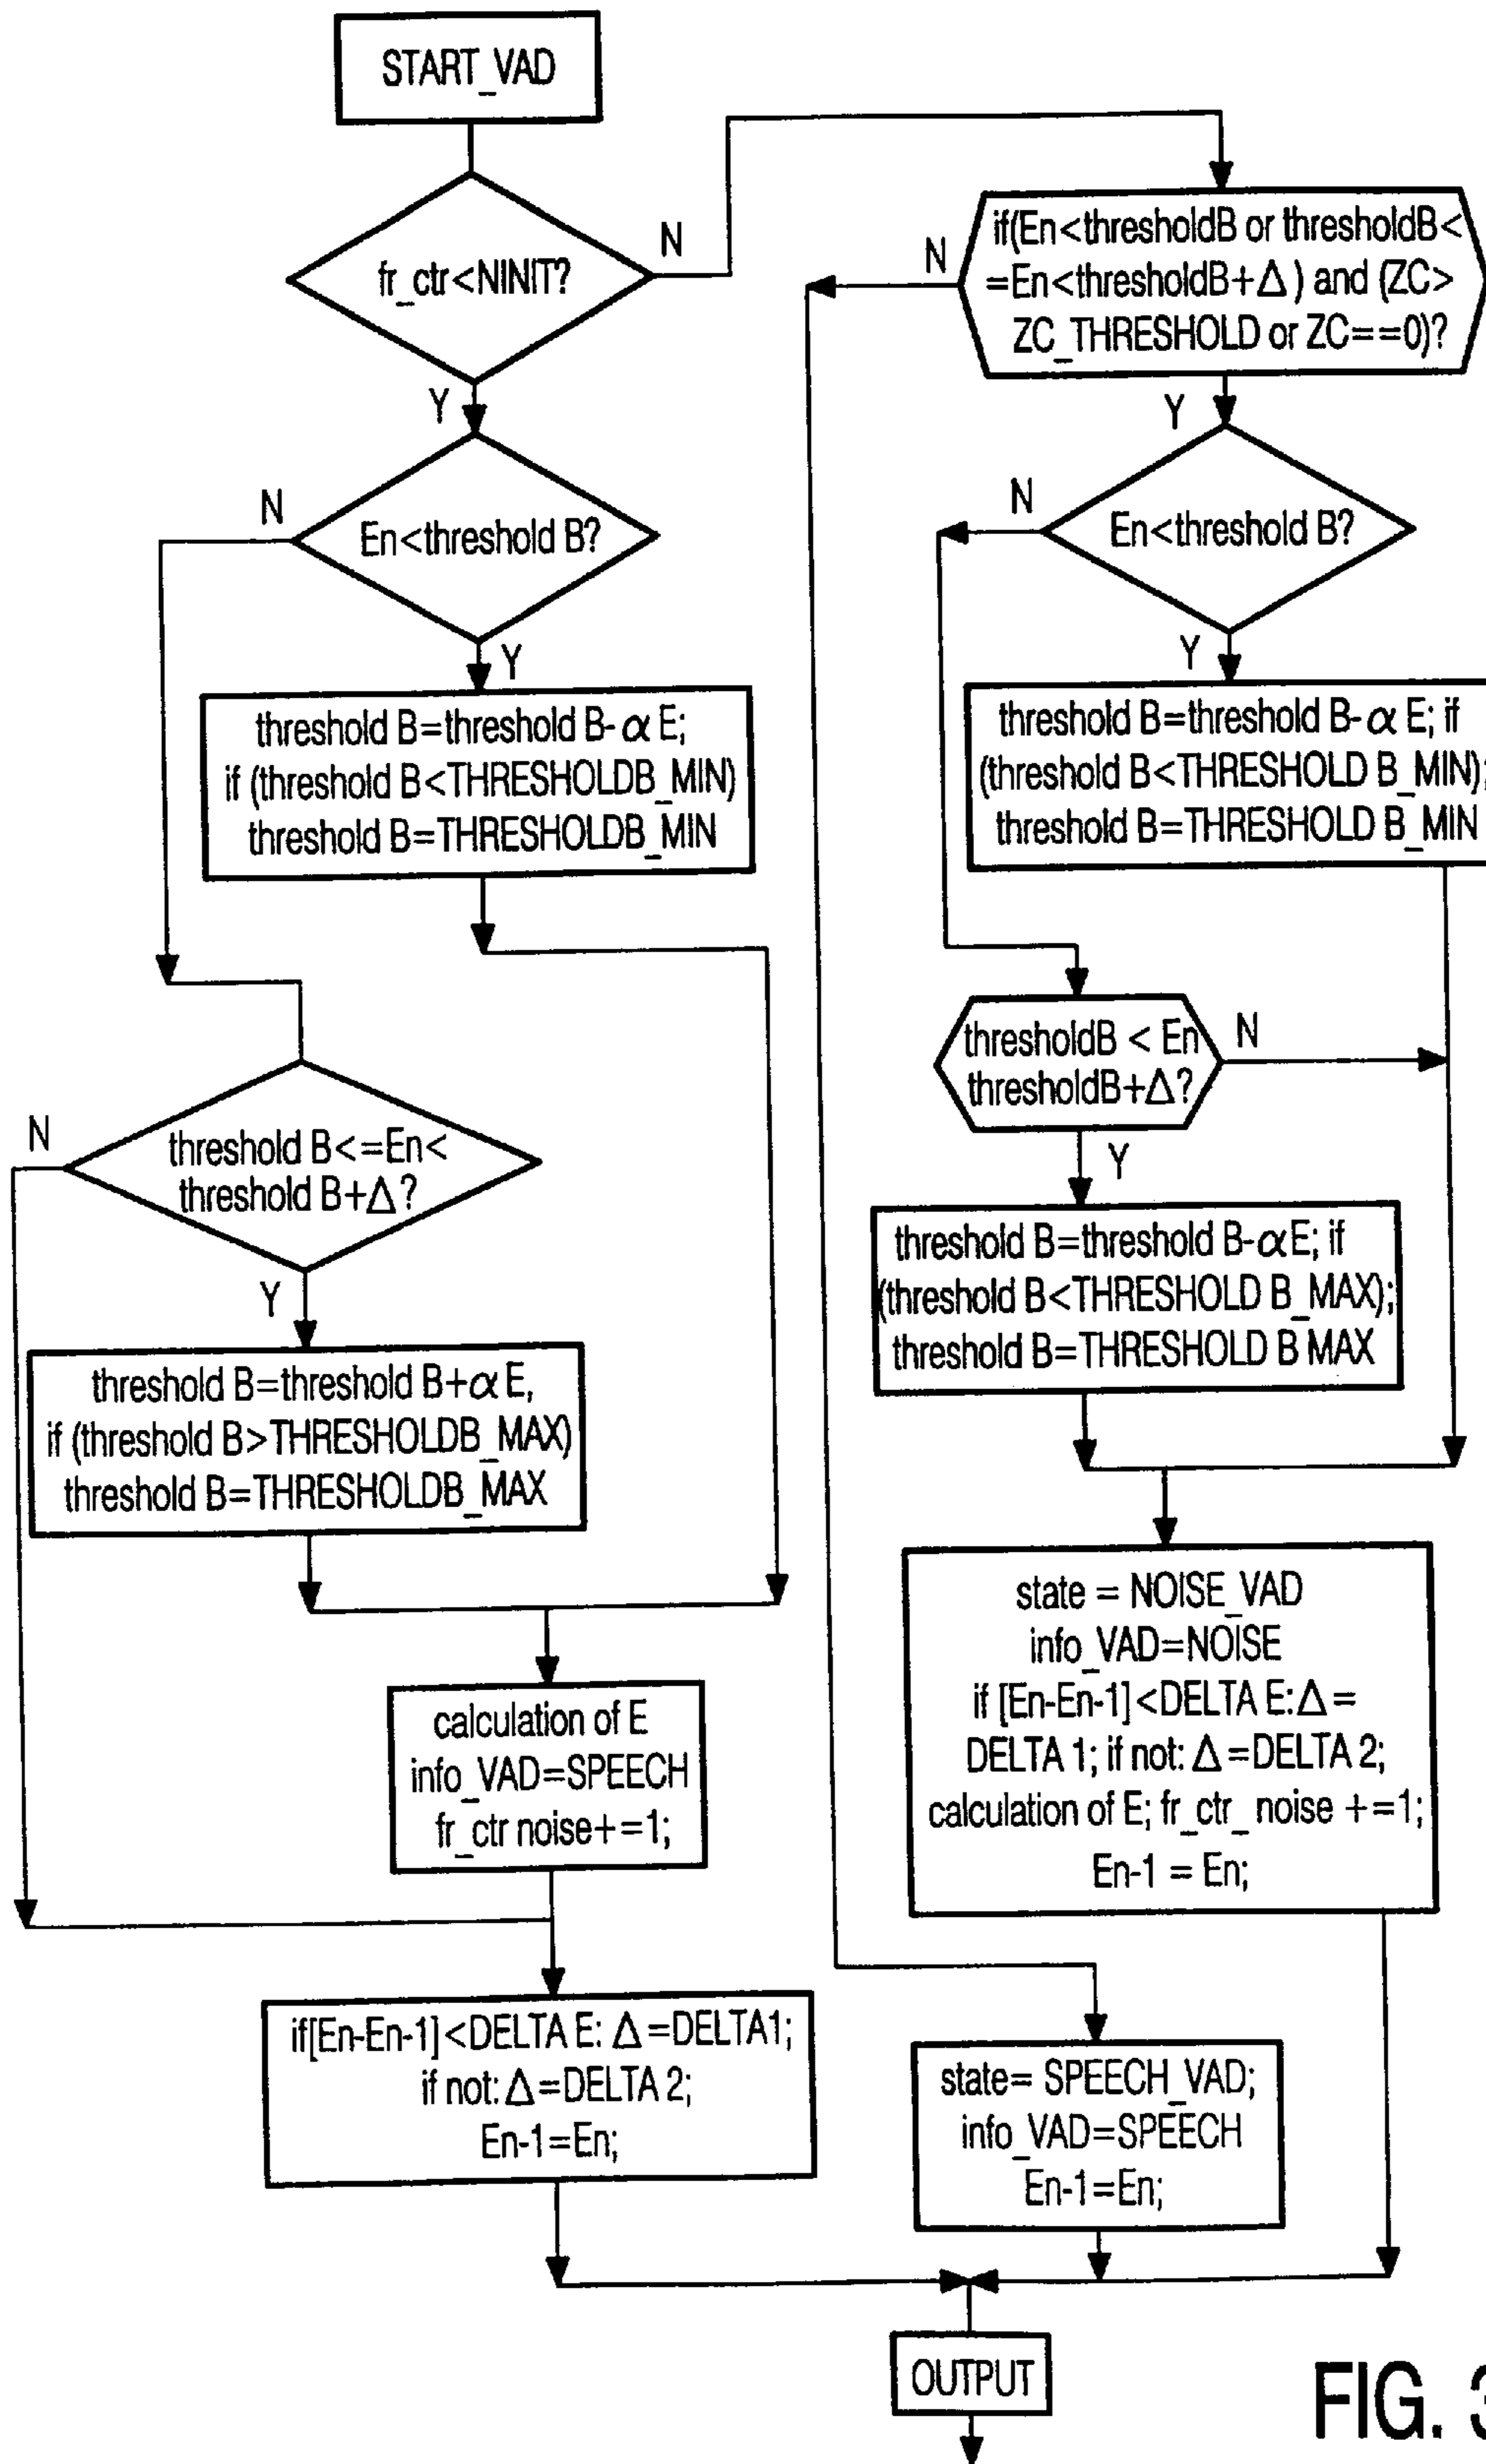 START_VAD
fr_ctr<NINIT?
N
Y
if(En<thresholdB or thresholdB<
=En<thresholdB+Δ) and (ZC>
ZC_THRESHOLD or ZC==0)?
N
Y
En<threshold B?
N
Y
En<threshold B?
N
Y
threshold B=threshold B-α E;
if (threshold B<THRESHOLDB_MIN)
threshold B=THRESHOLDB_MIN
threshold B=threshold B-α E; if
(threshold B<THRESHOLD B_MIN);
threshold B=THRESHOLD B_MIN
thresholdB < En
thresholdB+Δ?
N
Y
threshold B<=En<
threshold B+Δ?
N
Y
threshold B=threshold B-αE; if
(threshold B<THRESHOLD B_MAX);
threshold B=THRESHOLD B MAX
threshold B=threshold B+α E,
if (threshold B>THRESHOLDB_MAX)
threshold B=THRESHOLDB_MAX
state = NOISE_VAD
info_VAD=NOISE
if [En-En-1]<DELTA E:Δ=
DELTA 1; if not: Δ=DELTA 2;
calculation of E; fr_ctr_ noise +=1;
En-1 = En;
calculation of E
info_VAD=SPEECH
fr_ctr noise+=1;
if[En-En-1]<DELTA E: Δ=DELTA1;
if not: Δ=DELTA 2;
En-1=En;
state= SPEECH_VAD;
info_VAD=SPEECH
En-1=En;
OUTPUT
FIG. 3